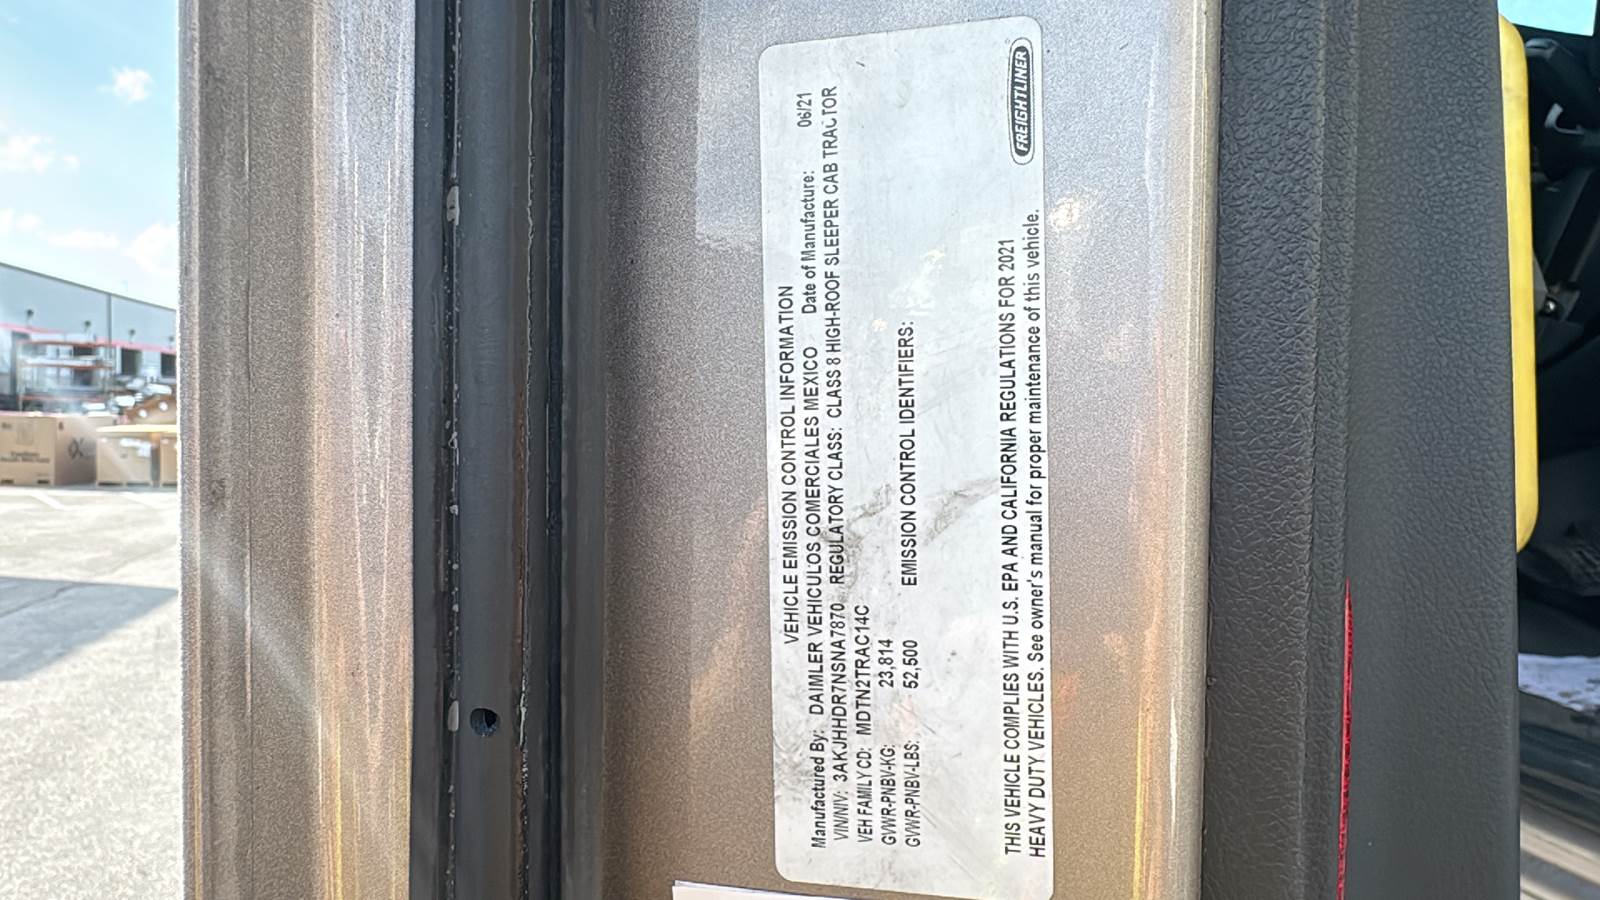 FREIGHTLINER
VEHICLE EMISSION CONTROL INFORMATION
Manufactured By: DAIMLER VEHICULOS COMERCIALES MEXICO Date of Manufacture: 06/21
VIN/NIV: 3AKJHHDR7NSNA7870 REGULATORY CLASS: CLASS 8 HIGH-ROOF SLEEPER CAB TRACTOR
VEH FAMILY CD: MDTN2TRAC14C
GVWR-PNBV-KG: 23,814
GVWR-PNBV-LBS: 52,500 EMISSION CONTROL IDENTIFIERS:
THIS VEHICLE COMPLIES WITH U.S. EPA AND CALIFORNIA REGULATIONS FOR 2021
HEAVY DUTY VEHICLES. See owner's manual for proper maintenance of this vehicle.